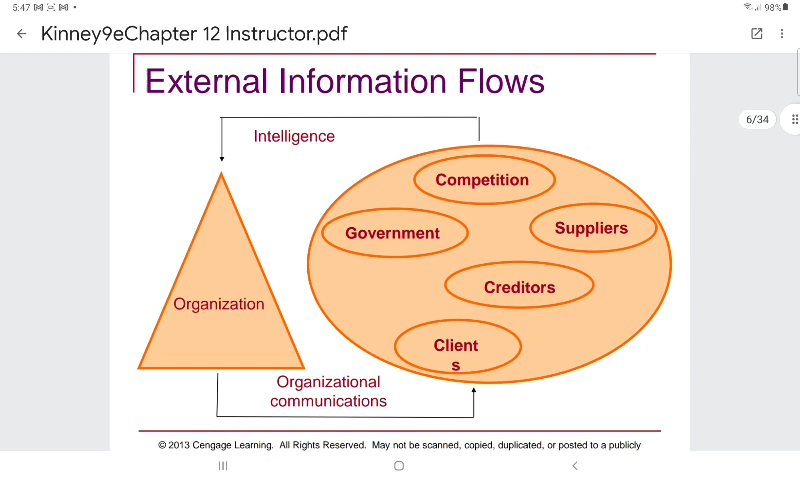 5:47
98%
Kinney9eChapter 12 Instructor.pdf
External Information Flows
Intelligence
Competition
Government
Suppliers
Creditors
Organization
Client
s
Organizational
communications
6/34
© 2013 Cengage Learning. All Rights Reserved. May not be scanned, copied, duplicated, or posted to a publicly